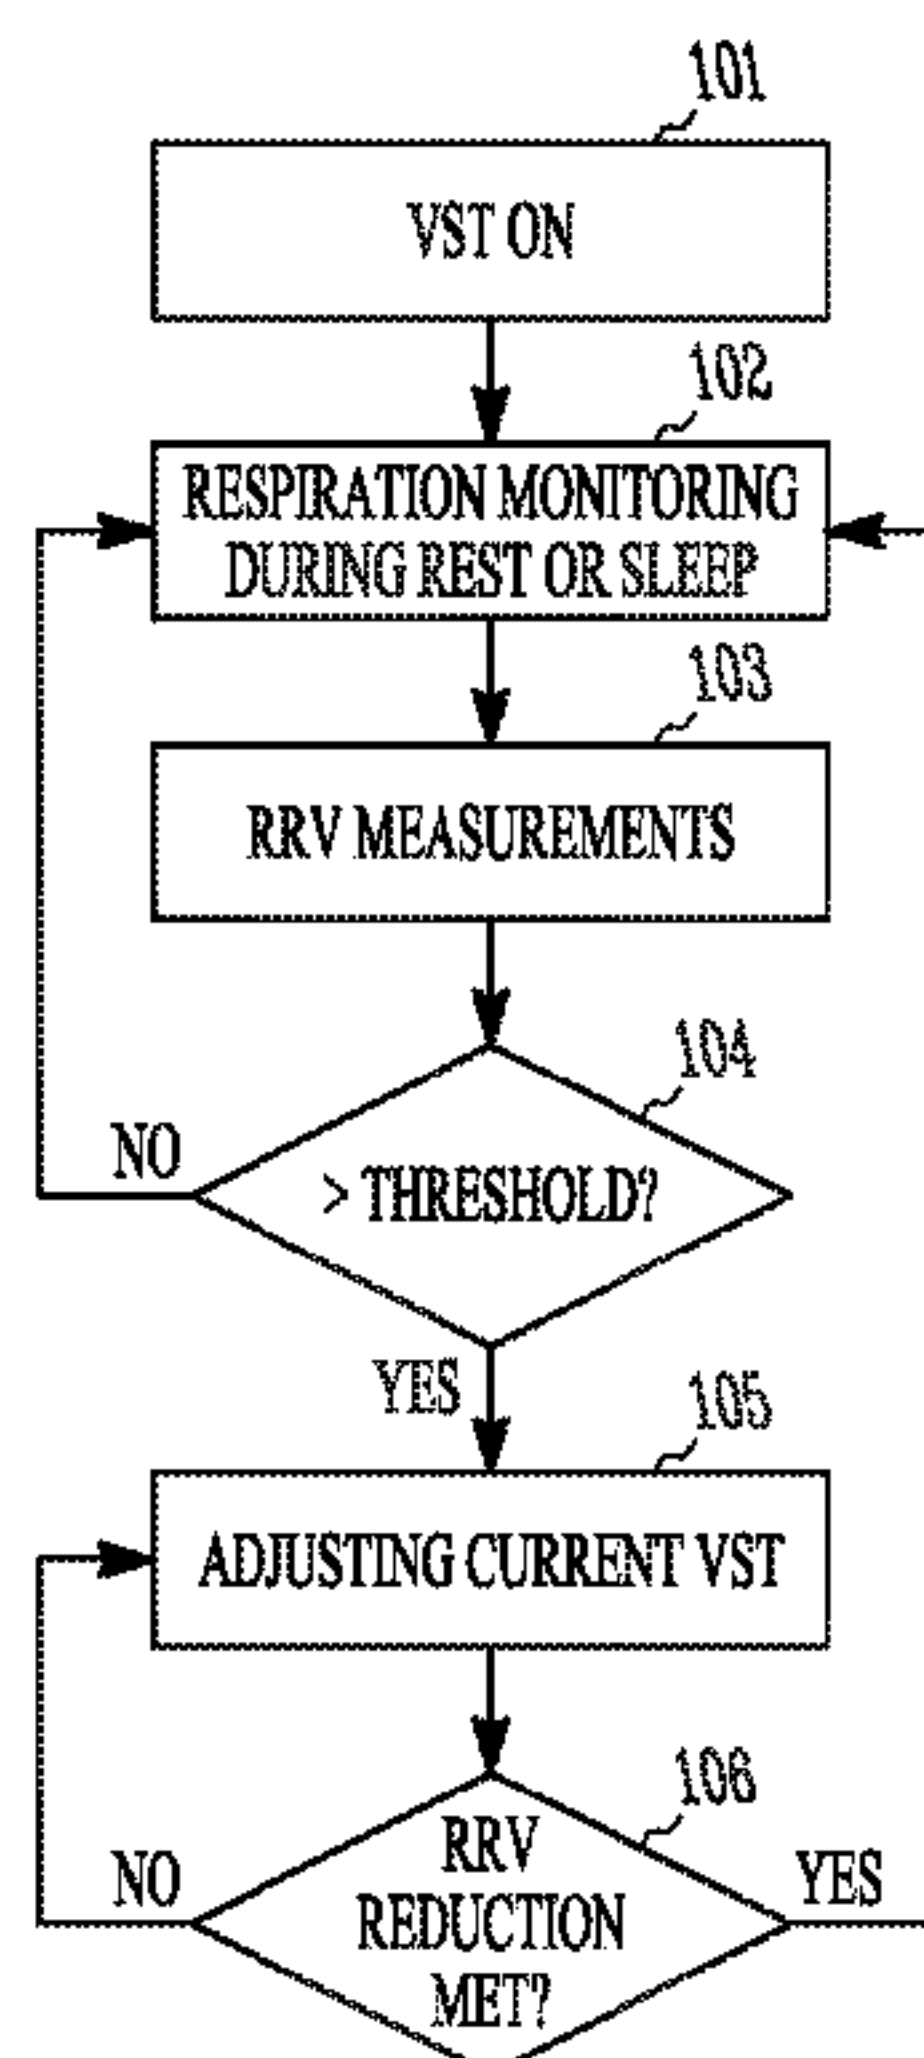 101
VST ON
102
RESPIRATION MONITORING
DURING REST OR SLEEP
103
RRV MEASUREMENTS
104
NO
> THRESHOLD?
YES
105
ADJUSTING CURRENT VST
106
NO
RRV
REDUCTION
MET?
YES